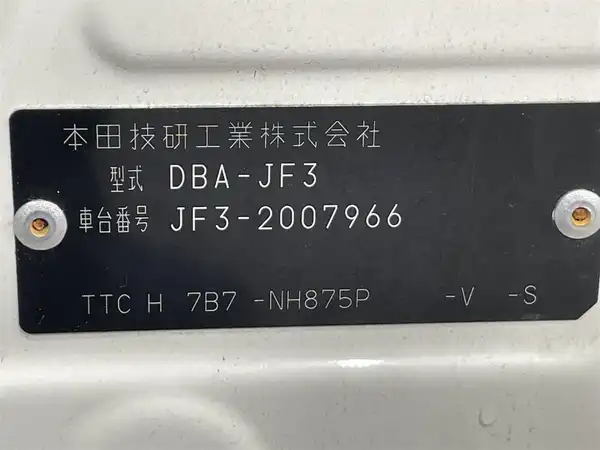 本田技研工業株式会社
型式 DBA-JF3
車台番号 JF3-2007966
TTC H 7B7 -NH875P -V -S